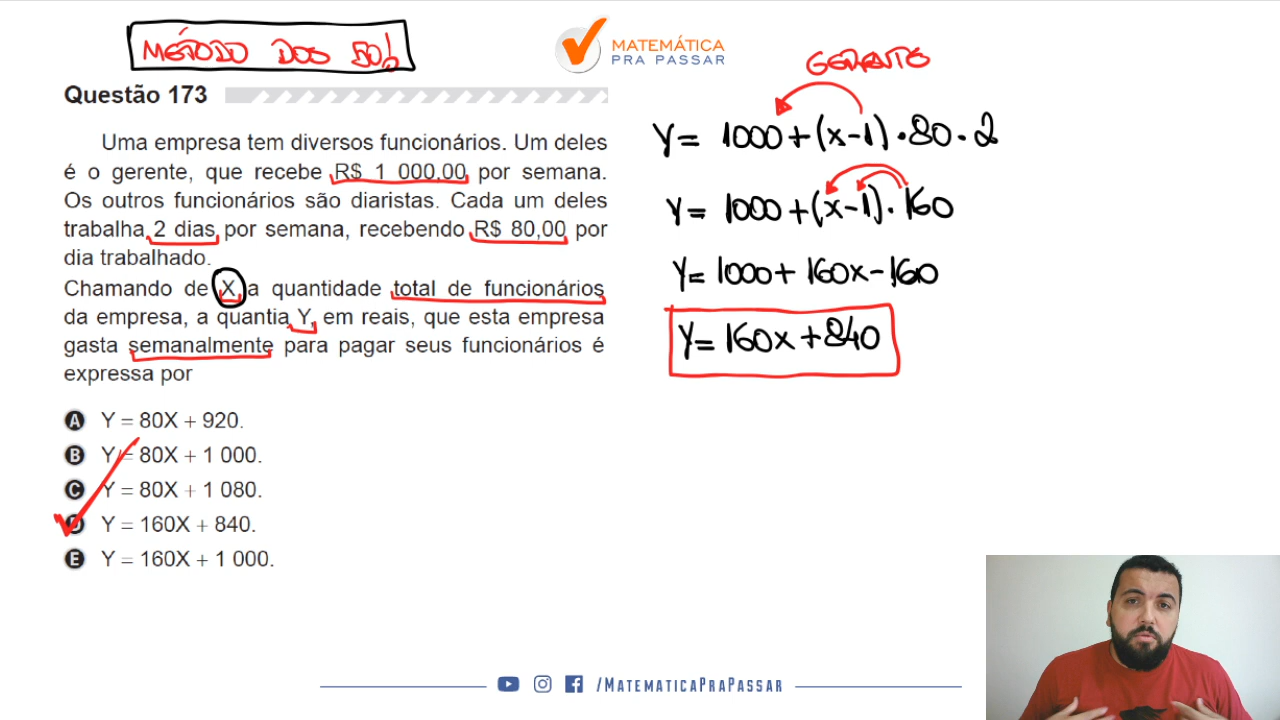 MÉTODO DOS 50!
MATEMÁTICA
PRA PASSAR
Questão 173
Uma empresa tem diversos funcionários. Um deles
é o gerente, que recebe R$ 1 000,00 por semana.
Os outros funcionários são diaristas. Cada um deles
trabalha 2 dias por semana, recebendo R$ 80,00 por
dia trabalhado.
Chamando de X a quantidade total de funcionários
da empresa, a quantia Y, em reais, que esta empresa
gasta semanalmente para pagar seus funcionários é
expressa por
A Y = 80X + 920.
B Y = 80X + 1 000.
C Y = 80X + 1 080.
D Y = 160X + 840.
E Y = 160X + 1 000.
GERENTE
Y = 1000 + (x - 1) · 80 · 2
Y = 1000 + (x - 1) · 160
Y = 1000 + 160x - 160
Y = 160x + 840
/MatematicaPraPassar